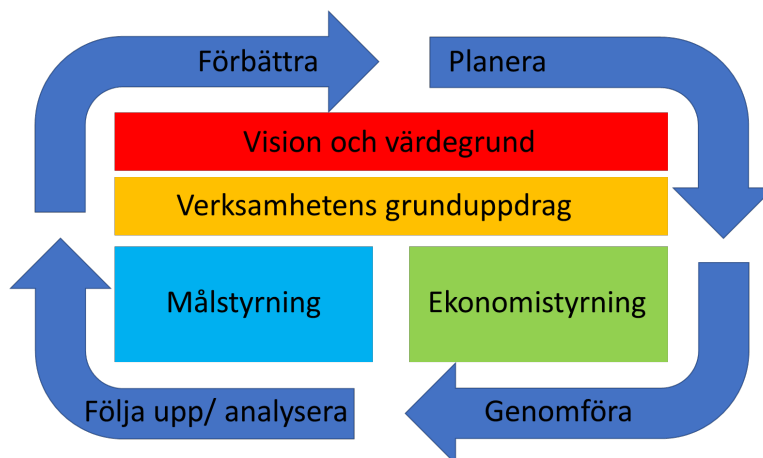 Förbättra
Planera
Vision och värdegrund
Verksamhetens grunduppdrag
Målstyrning
Ekonomistyrning
Följa upp/ analysera
Genomföra